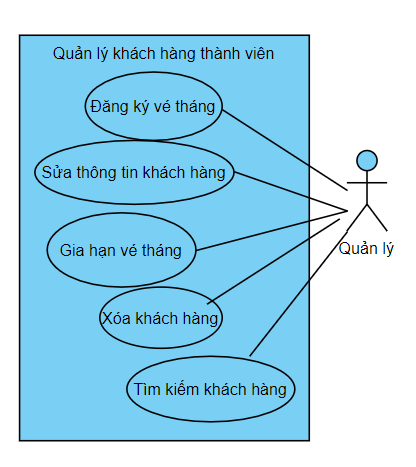 Quản lý khách hàng thành viên
Đăng ký vé tháng
Sửa thông tin khách hàng
Gia hạn vé tháng
Quản lý
Xóa khách hàng
Tìm kiếm khách hàng